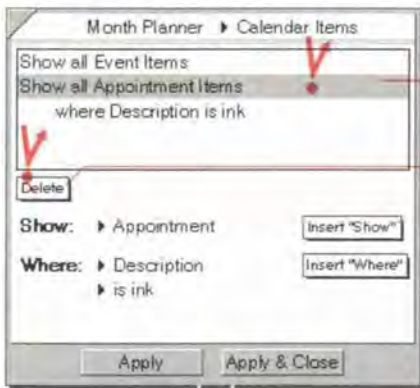 Month Planner ▸ Calendar Items
Show all Event Items
Show all Appointment Items
where Description is ink
Delete
Show: ▸ Appointment Insert "Show"
Where: ▸ Description Insert "Where"
▸ is ink
Apply Apply & Close